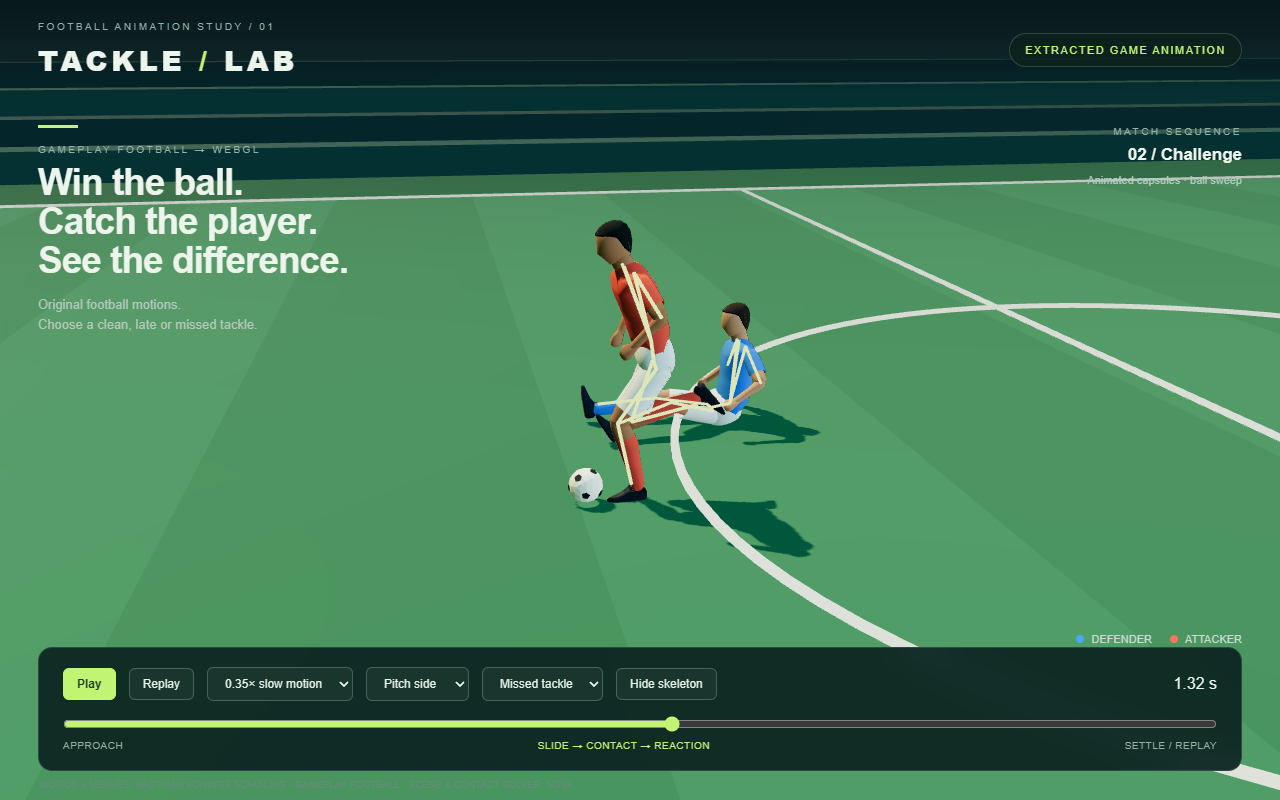 FOOTBALL ANIMATION STUDY / 01
TACKLE / LAB
EXTRACTED GAME ANIMATION
GAMEPLAY FOOTBALL → WEBGL
Win the ball.
Catch the player.
See the difference.
Original football motions.
Choose a clean, late or missed tackle.
MATCH SEQUENCE
02 / Challenge
Animated capsules · ball sweep
DEFENDER
ATTACKER
Play
Replay
0.35× slow motion
Pitch side
Missed tackle
Hide skeleton
1.32 s
APPROACH
SLIDE → CONTACT → REACTION
SETTLE / REPLAY